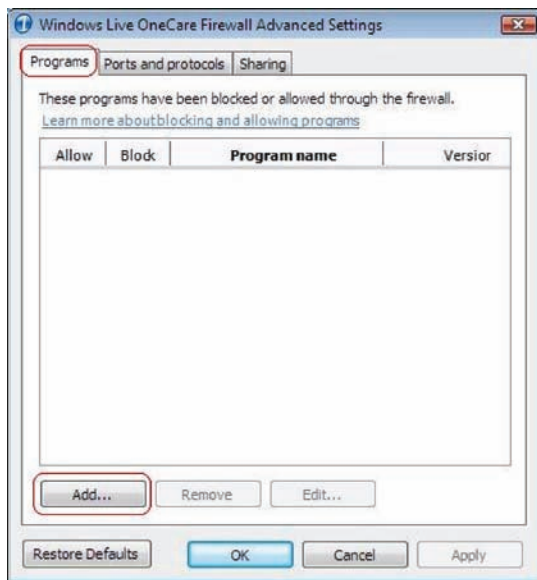 Windows Live OneCare Firewall Advanced Settings
Programs Ports and protocols Sharing
These programs have been blocked or allowed through the firewall.
Learn more about blocking and allowing programs
Allow Block Program name Versior
Add... Remove Edit...
Restore Defaults OK Cancel Apply